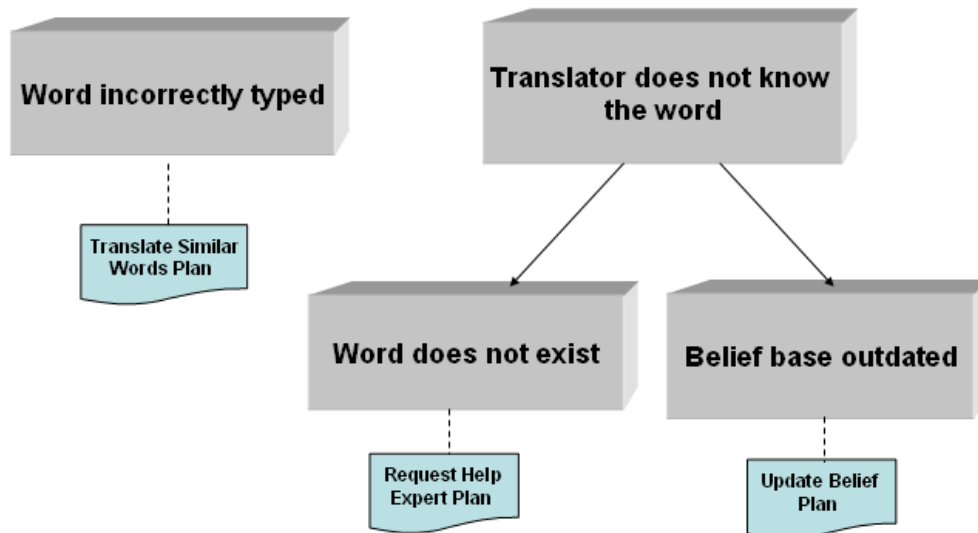 Word incorrectly typed
Translator does not know
the word
Translate Similar
Words Plan
Word does not exist
Belief base outdated
Request Help
Expert Plan
Update Belief
Plan